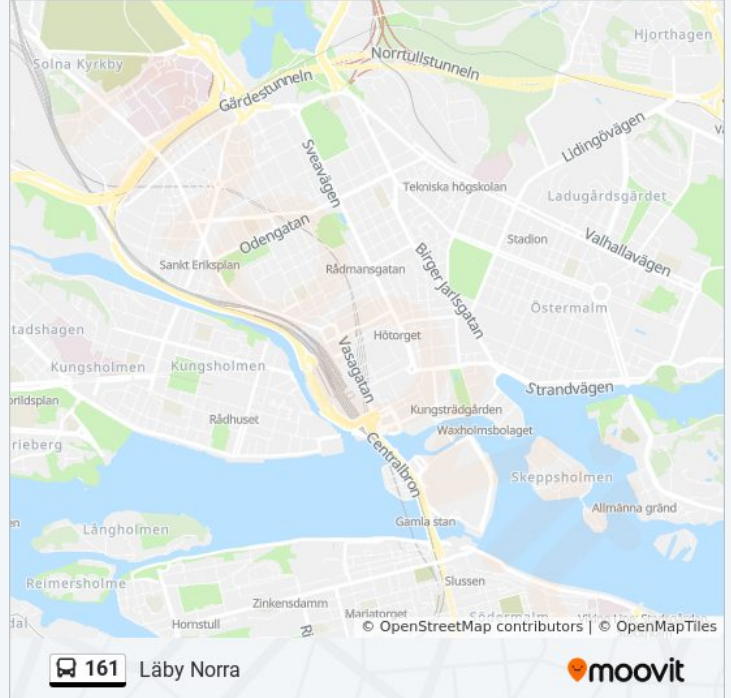 Hjorthagen
Norrtullstunneln
Solna Kyrkby
Gärdestunneln
Lidingövägen
Sveavägen
Tekniska högskolan
Ladugårdsgärdet
Odengatan
Stadion
Valhallavägen
Birger Jarlsgatan
Sankt Eriksplan
Rådmansgatan
Östermalm
tadshagen
Hötorget
Vasagatan
Kungsholmen
Kungsholmen
Strandvägen
Rådhuset
Kungsträdgården
Waxholmsbolaget
rieberg
Centralbron
Skeppsholmen
Allmänna gränd
Gamla stan
Långholmen
Reimersholme
Slussen
Zinkensdamm
Mariatorget
Hornstull
© OpenStreetMap contributors | © OpenMapTiles
161 Läby Norra
moovit